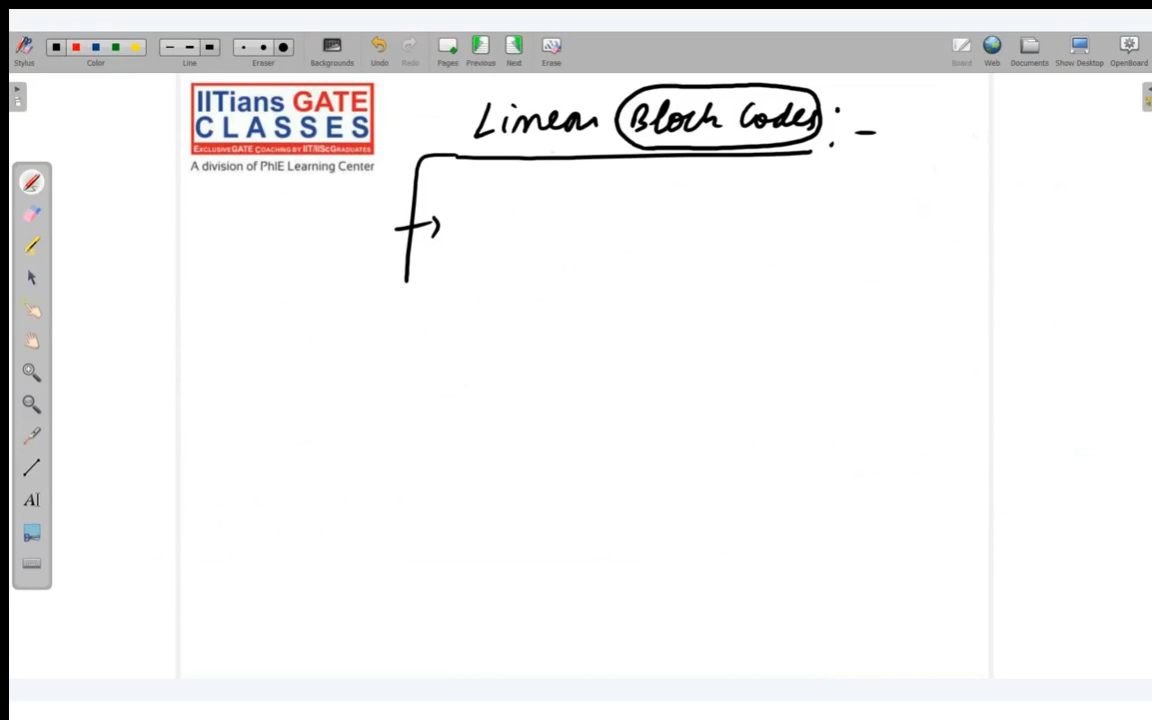 Stylus Color Line Eraser Backgrounds Undo Redo Pages Previous Next Erase Board Web Documents Show Desktop OpenBoard
IITians GATE
CLASSES
EXCLUSIVE GATE COACHING BY IIT/IISc GRADUATES
A division of PhIE Learning Center
Linear Block Codes : -
AI